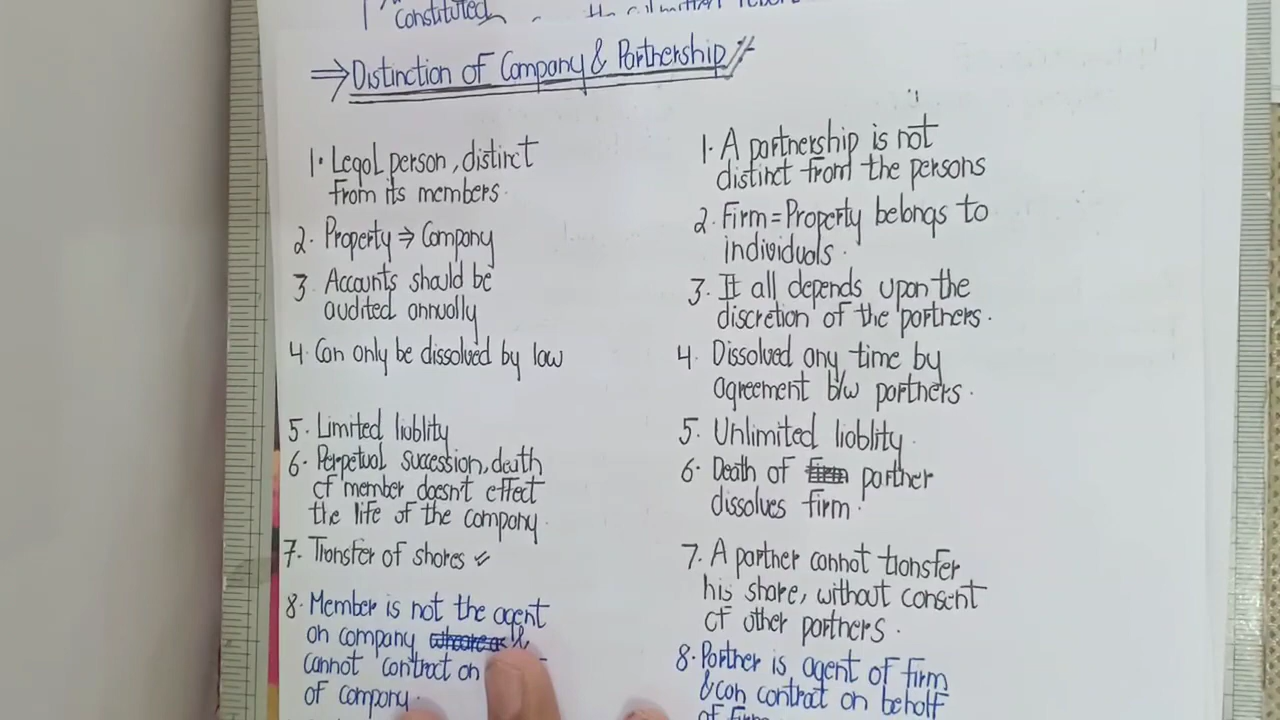 Constituted
⇒ Distinction of Company & Partnership //
1. Legal person, distinct
from its members.
2. Property ⇒ Company
3. Accounts should be
audited annually
4. Can only be dissolved by law
5. Limited liablity
6. Perpetual succession, death
of member doesn't effect
the life of the company.
7. Transfer of shares ✓
8. Member is not the agent
on company &
cannot contract on
of company.
1. A partnership is not
distinct from the persons
2. Firm = Property belongs to
individuals.
3. It all depends upon the
discretion of the partners.
4. Dissolved any time by
agreement b/w partners.
5. Unlimited liablity.
6. Death of partner
dissolves firm.
7. A partner cannot transfer
his share, without consent
of other partners.
8. Partner is agent of firm
& can contract on behalf
of firm